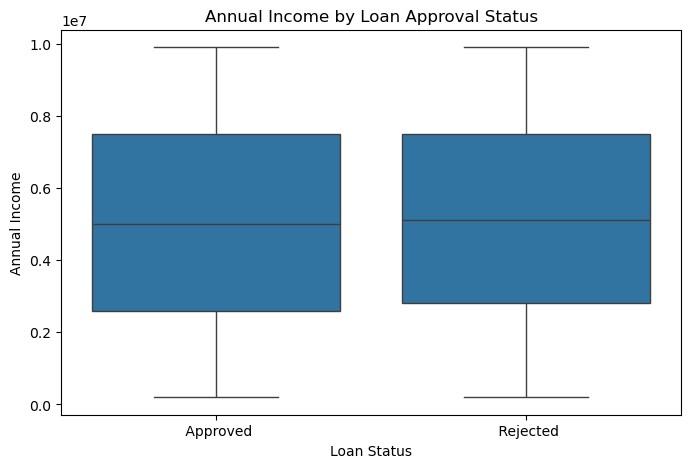 Annual Income by Loan Approval Status
1e7
1.0
0.8
0.6
0.4
0.2
0.0
Annual Income
Approved
Rejected
Loan Status